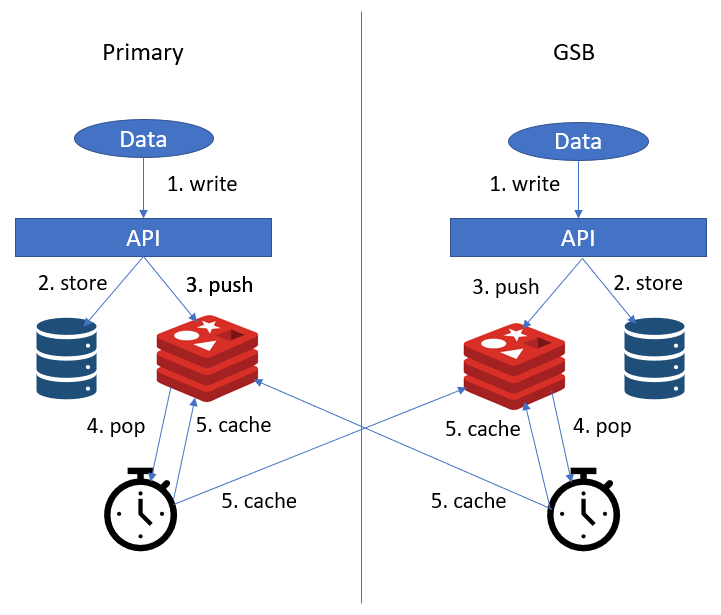 Primary
GSB
Data
Data
1. write
1. write
API
API
2. store
3. push
3. push
2. store
4. pop
5. cache
5. cache
4. pop
5. cache
5. cache